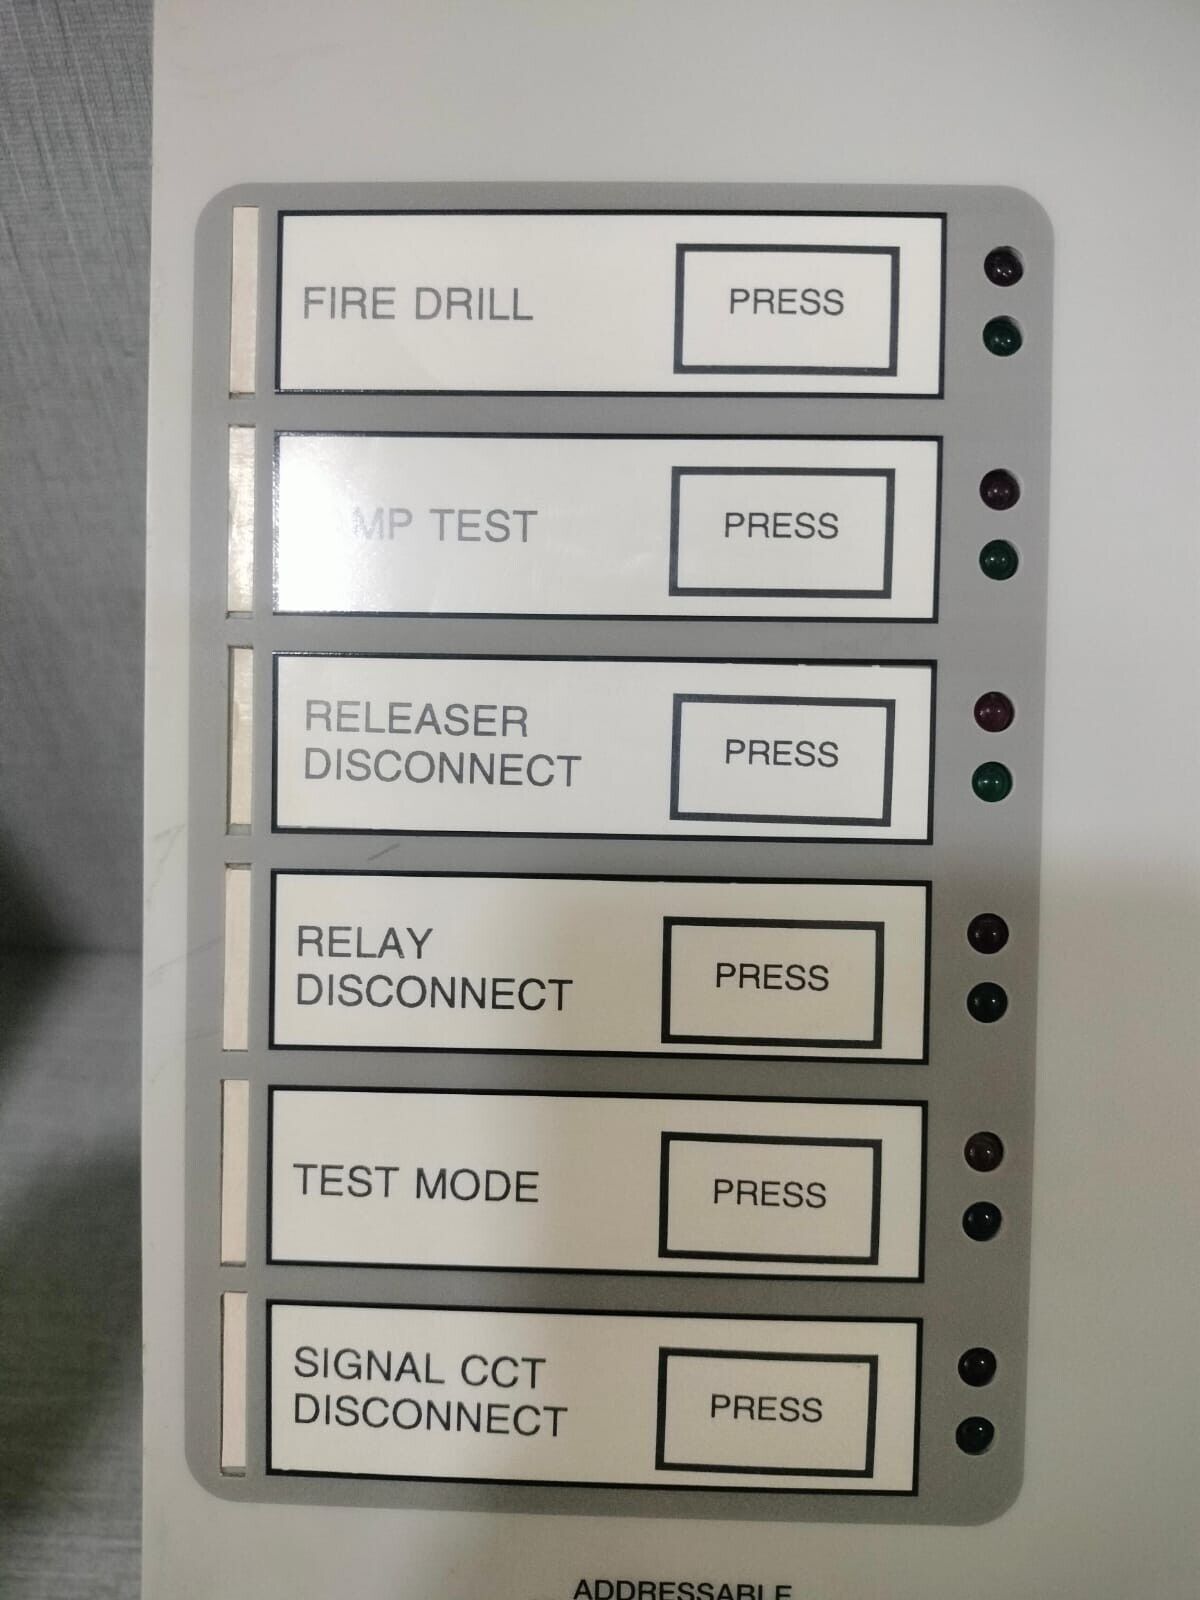 FIRE DRILL
PRESS
TEST
PRESS
RELEASER
DISCONNECT
PRESS
RELAY
DISCONNECT
PRESS
TEST MODE
PRESS
SIGNAL CCT
DISCONNECT
PRESS
ADDRESSABLE